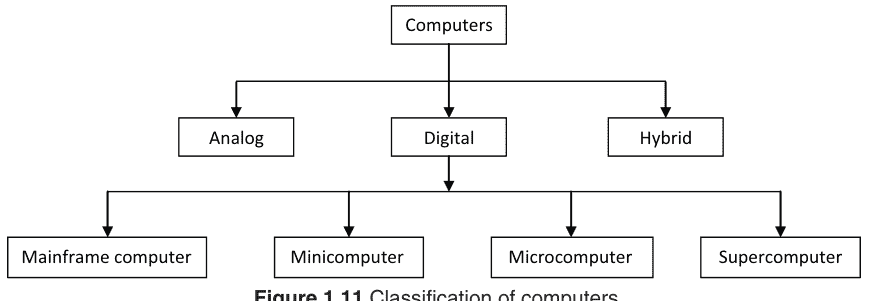 Computers
Analog
Digital
Hybrid
Mainframe computer
Minicomputer
Microcomputer
Supercomputer
Figure 1.11 Classification of computers